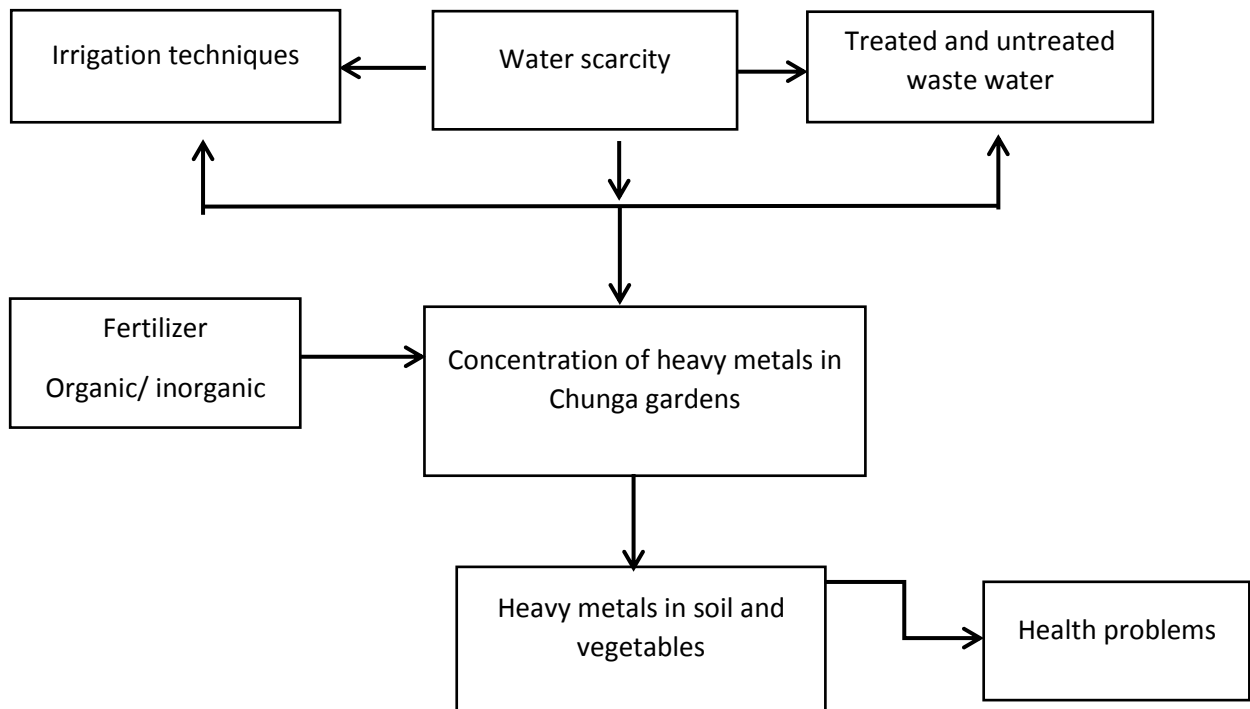 Irrigation techniques
Water scarcity
Treated and untreated
waste water
Fertilizer
Organic/ inorganic
Concentration of heavy metals in
Chunga gardens
Heavy metals in soil and
vegetables
Health problems